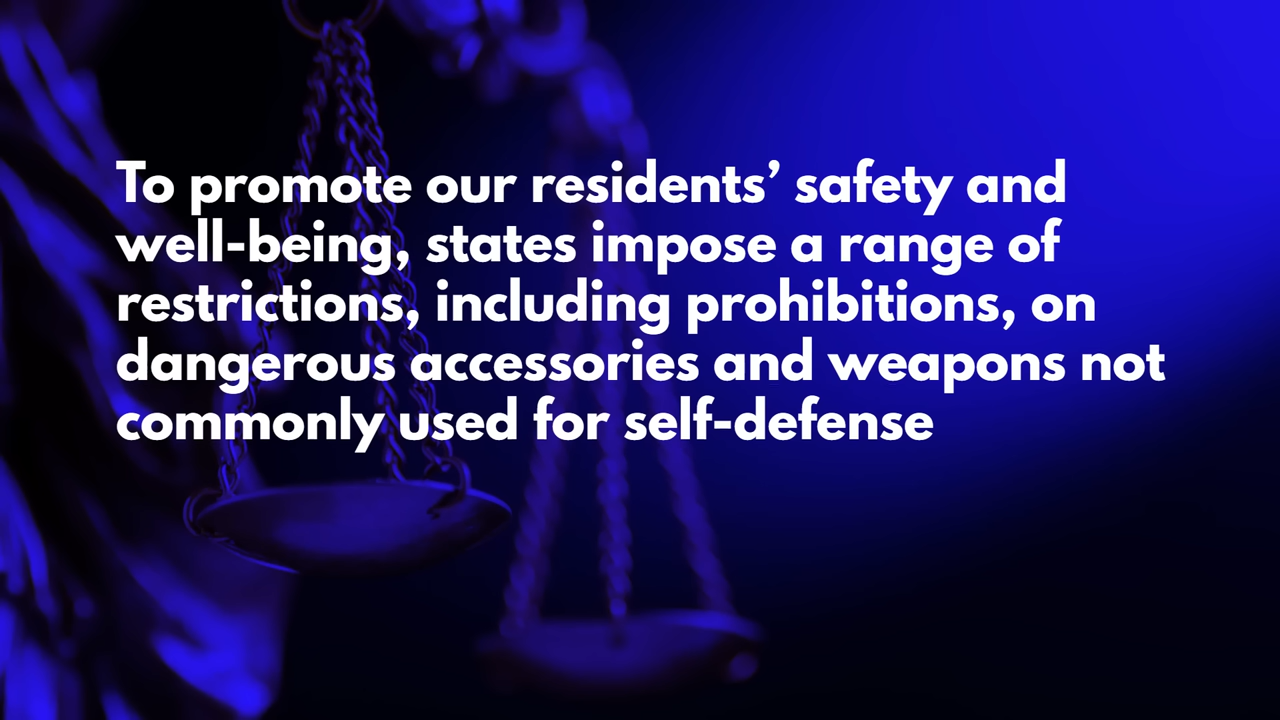 To promote our residents’ safety and
well-being, states impose a range of
restrictions, including prohibitions, on
dangerous accessories and weapons not
commonly used for self-defense